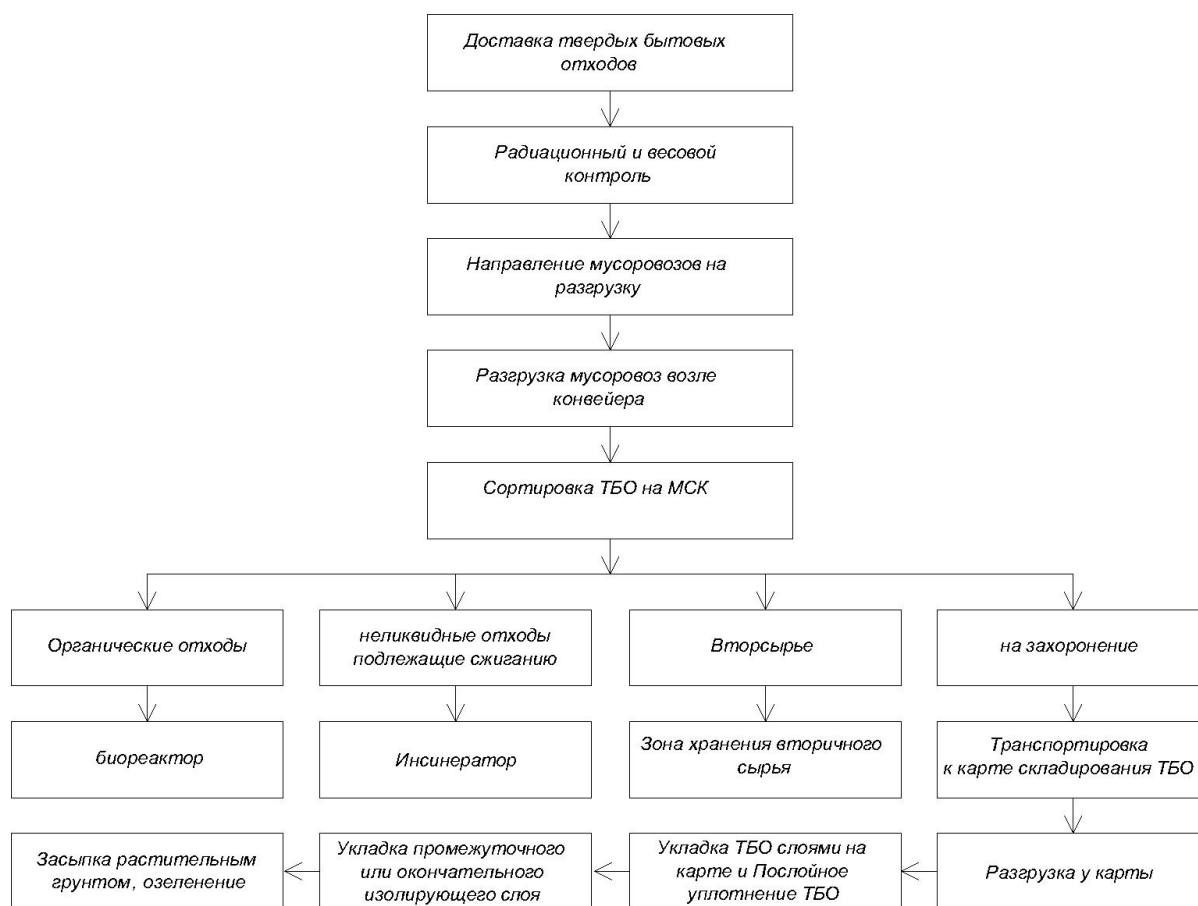 Доставка твердых бытовых
отходов
Радиационный и весовой
контроль
Направление мусоровозов на
разгрузку
Разгрузка мусоровоз возле
конвейера
Сортировка ТБО на МСК
Органические отходы
неликвидные отходы
подлежащие сжиганию
Вторсырье
на захоронение
биореактор
Инсинератор
Зона хранения вторичного
сырья
Транспортировка
к карте складирования ТБО
Засыпка растительным
грунтом, озеленение
Укладка промежуточного
или окончательного
изолирующего слоя
Укладка ТБО слоями на
карте и Послойное
уплотнение ТБО
Разгрузка у карты